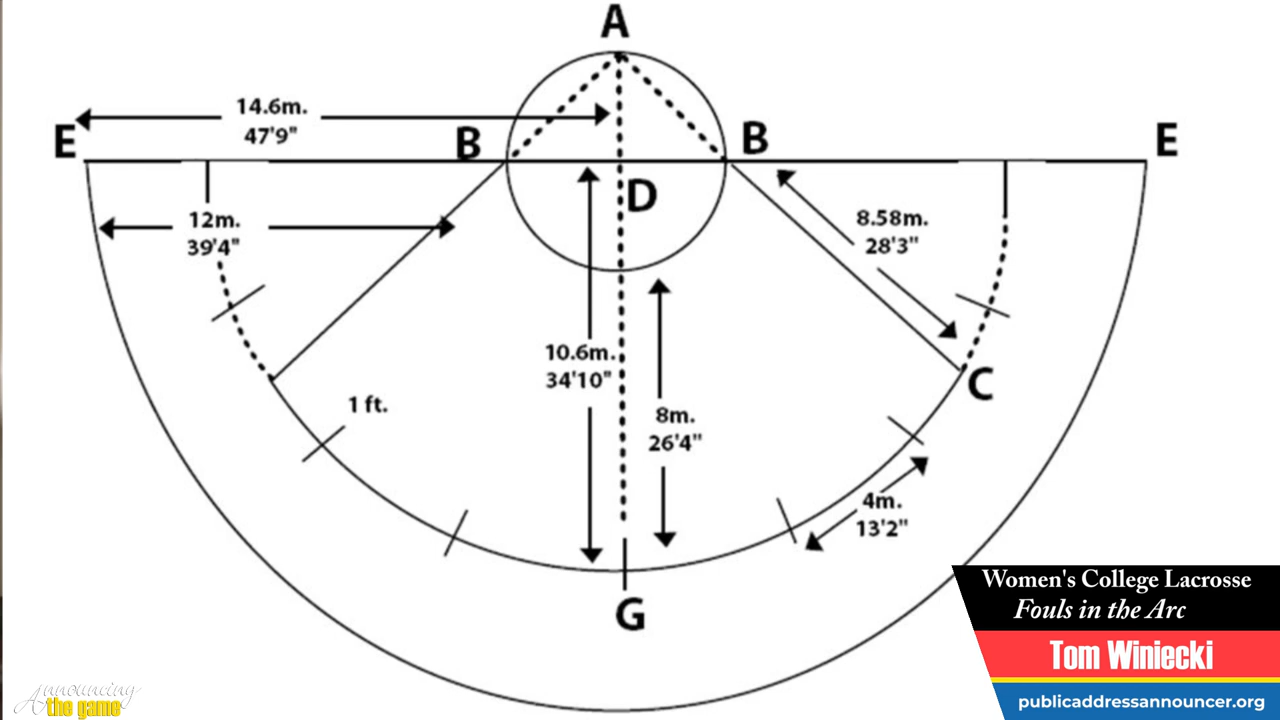 A
14.6m.
47'9"
E
B
B
E
D
12m.
39'4"
8.58m.
28'3"
10.6m.
34'10"
1 ft.
C
8m.
26'4"
4m.
13'2"
G
Women's College Lacrosse
Fouls in the Arc
Tom Winiecki
publicaddressannouncer.org
Announcing
the game